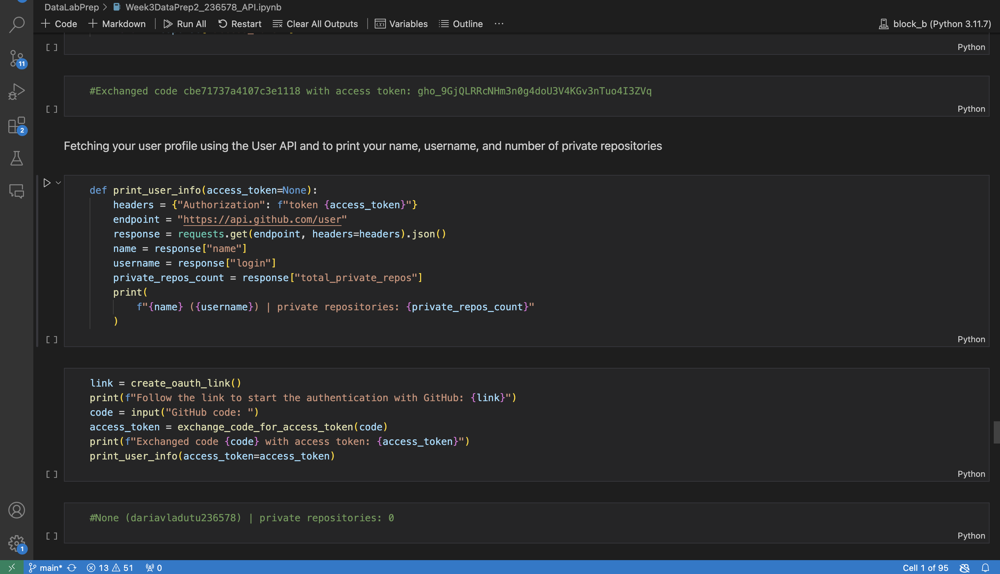 DataLabPrep > Week3DataPrep2_236578_API.ipynb
+ Code + Markdown | Run All Restart Clear All Outputs | Variables Outline ··· block_b (Python 3.11.7)
[ ] Python
11
#Exchanged code cbe71737a4107c3e1118 with access token: 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
[ ] Python
2
Fetching your user profile using the User API and to print your name, username, and number of private repositories
def print_user_info(access_token=None):
headers = {"Authorization": f"token {access_token}"}
endpoint = "https://api.github.com/user"
response = requests.get(endpoint, headers=headers).json()
name = response["name"]
username = response["login"]
private_repos_count = response["total_private_repos"]
print(
f"{name} ({username}) | private repositories: {private_repos_count}"
)
[ ] Python
link = create_oauth_link()
print(f"Follow the link to start the authentication with GitHub: {link}")
code = input("GitHub code: ")
access_token = exchange_code_for_access_token(code)
print(f"Exchanged code {code} with access token: {access_token}")
print_user_info(access_token=access_token)
[ ] Python
#None (dariavladutu236578) | private repositories: 0
[ ] Python
1
main* 13 51 0 Cell 1 of 95